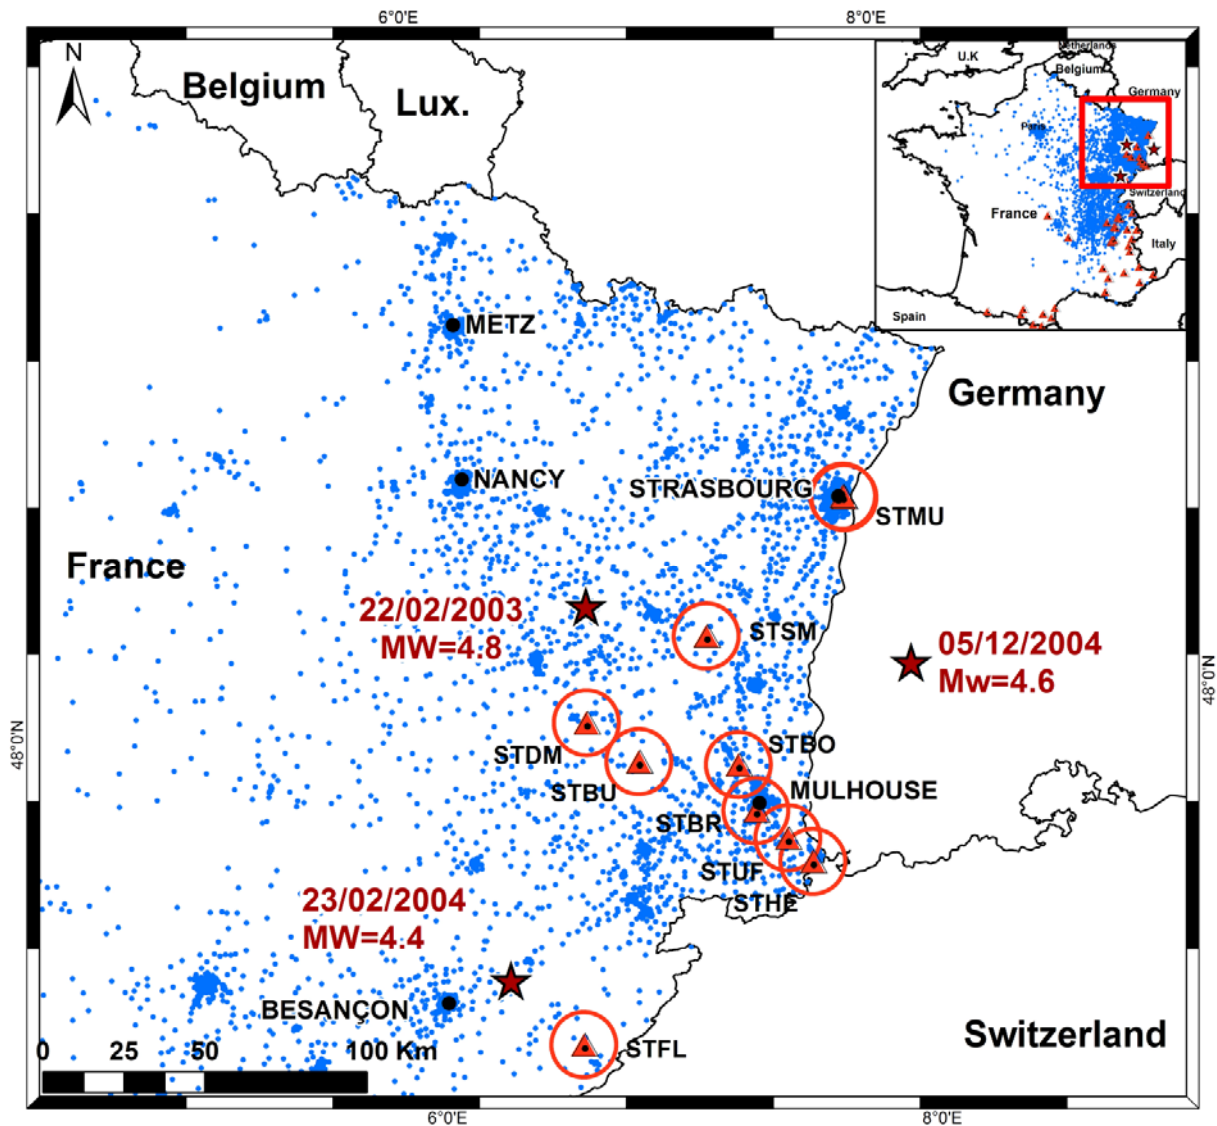 6°0'E
8°0'E
N
Belgium
Lux.
U.K
Netherlands
Belgium
Germany
Paris
France
Switzerland
Italy
Spain
METZ
Germany
NANCY
STRASBOURG
STMU
France
22/02/2003
MW=4.8
STSM
05/12/2004
Mw=4.6
48°0'N
48°0'N
STDM
STBO
STBU
MULHOUSE
STBR
STUF
STHE
23/02/2004
MW=4.4
BESANÇON
Switzerland
0 25 50 100 Km
STFL
6°0'E
8°0'E